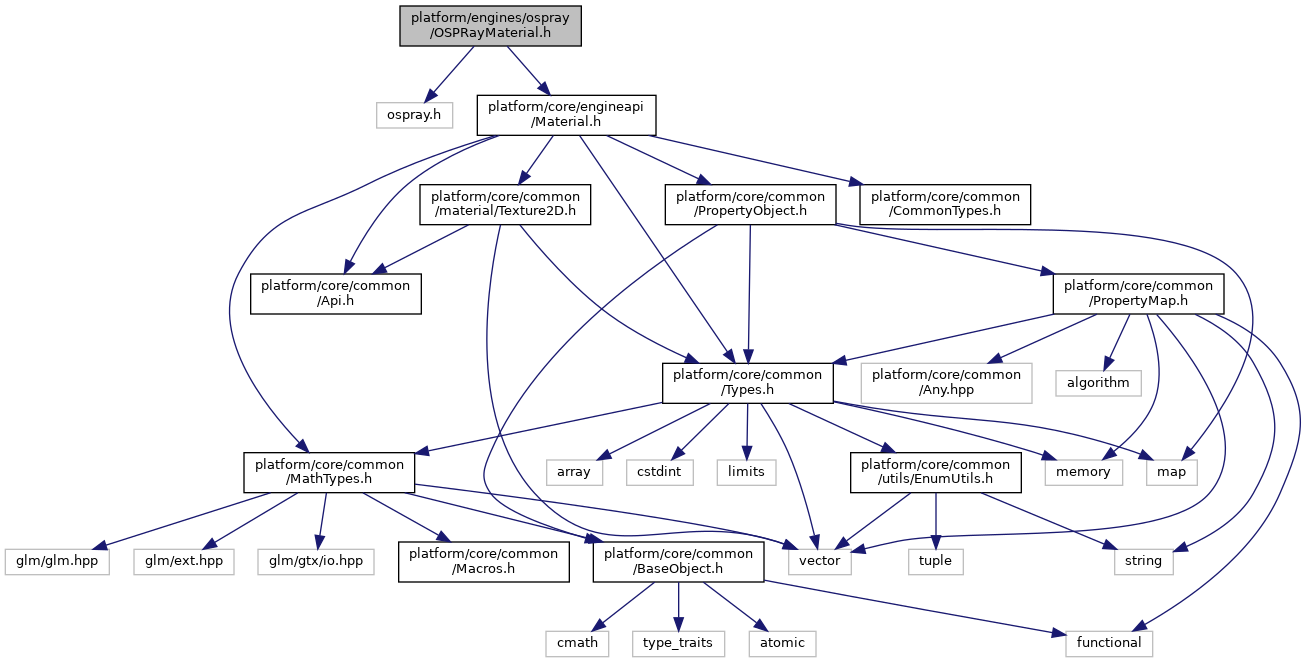 platform/engines/ospray
/OSPRayMaterial.h
ospray.h
platform/core/engineapi
/Material.h
platform/core/common
/material/Texture2D.h
platform/core/common
/PropertyObject.h
platform/core/common
/CommonTypes.h
platform/core/common
/Api.h
platform/core/common
/PropertyMap.h
platform/core/common
/Types.h
platform/core/common
/Any.hpp
algorithm
platform/core/common
/MathTypes.h
array
cstdint
limits
platform/core/common
/utils/EnumUtils.h
memory
map
glm/glm.hpp
glm/ext.hpp
glm/gtx/io.hpp
platform/core/common
/Macros.h
platform/core/common
/BaseObject.h
vector
tuple
string
cmath
type_traits
atomic
functional